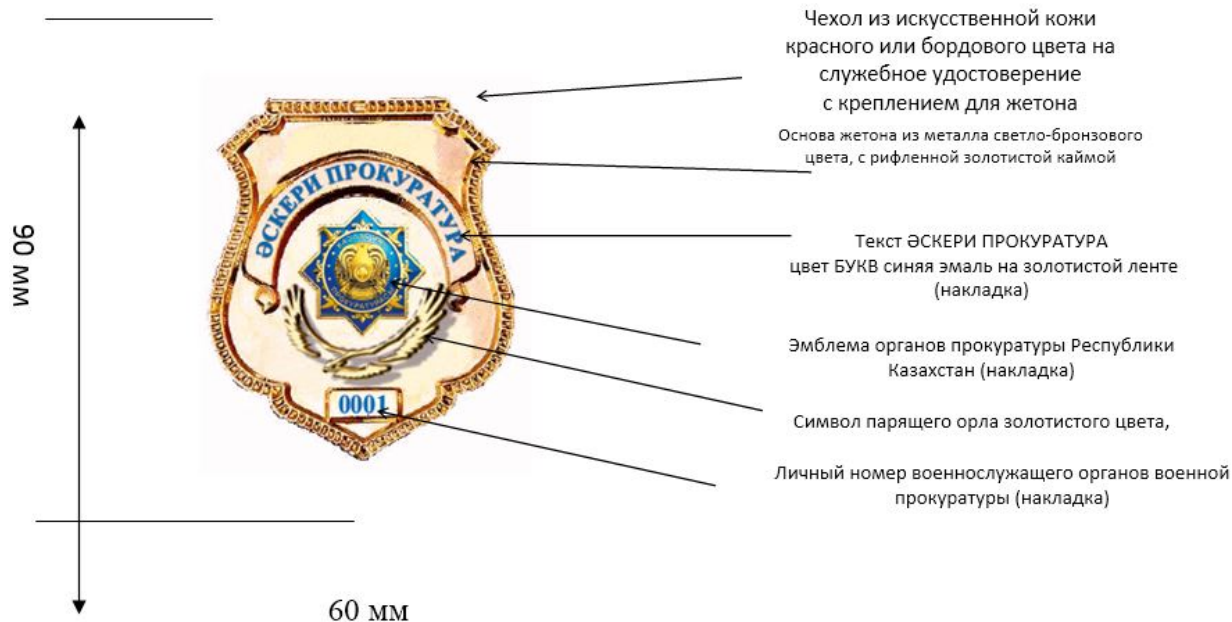 Чехол из искусственной кожи
красного или бордового цвета на
служебное удостоверение
с креплением для жетона
Основа жетона из металла светло-бронзового
цвета, с рифленной золотистой каймой
ӘСКЕРИ ПРОКУРАТУРА
Текст ӘСКЕРИ ПРОКУРАТУРА
цвет БУКВ синяя эмаль на золотистой ленте
(накладка)
90 мм
Эмблема органов прокуратуры Республики
Казахстан (накладка)
0001
Символ парящего орла золотистого цвета,
Личный номер военнослужащего органов военной
прокуратуры (накладка)
60 мм